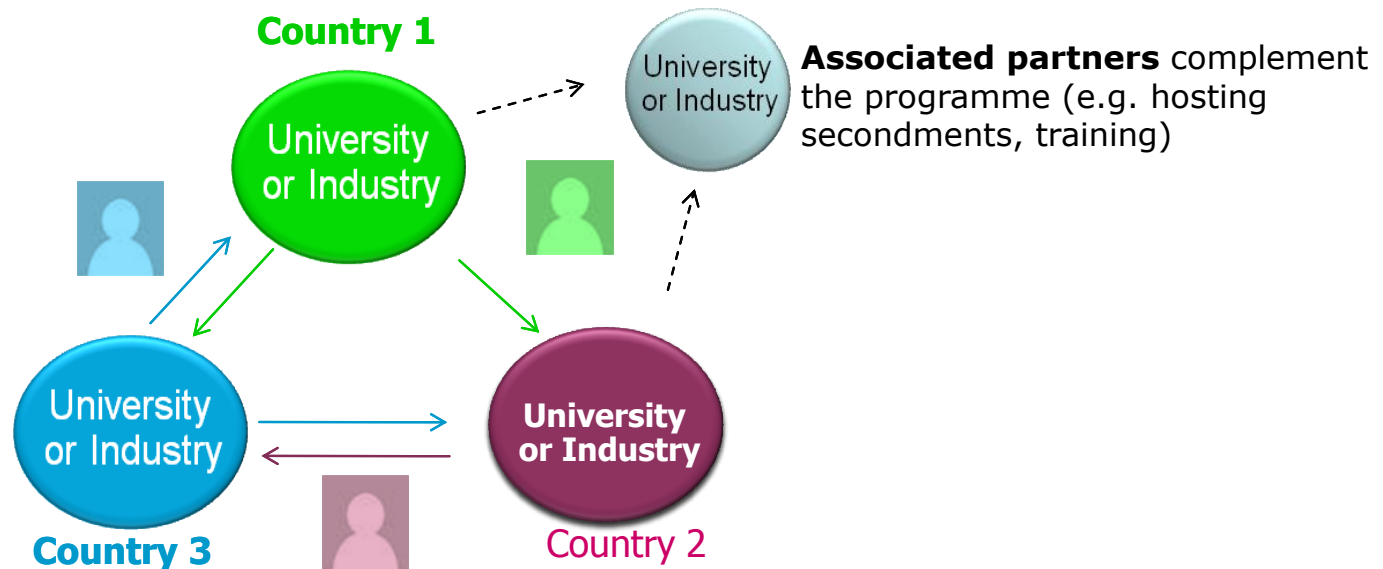 Country 1
University
or Industry
University
or Industry
Associated partners complement
the programme (e.g. hosting
secondments, training)
University
or Industry
University
or Industry
Country 3
Country 2